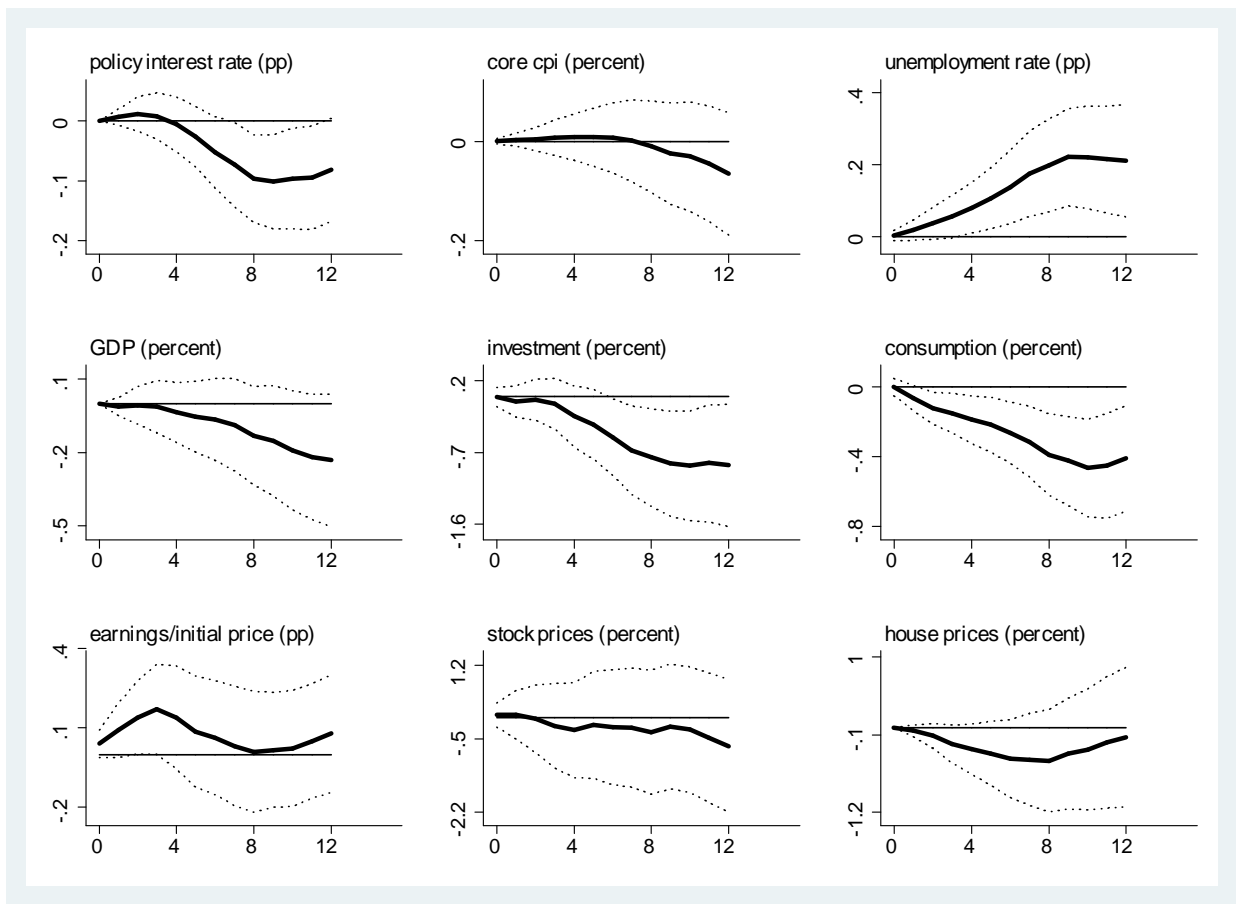 policy interest rate (pp)
0
-.1
-.2
0 4 8 12
core cpi (percent)
0
-.2
0 4 8 12
unemployment rate (pp)
.4
.2
0
0 4 8 12
GDP (percent)
.1
-.2
-.5
0 4 8 12
investment (percent)
.2
-.7
-1.6
0 4 8 12
consumption (percent)
0
-.4
-.8
0 4 8 12
earnings/initial price (pp)
.4
.1
-.2
0 4 8 12
stock prices (percent)
1.2
-.5
-2.2
0 4 8 12
house prices (percent)
1
-.1
-1.2
0 4 8 12